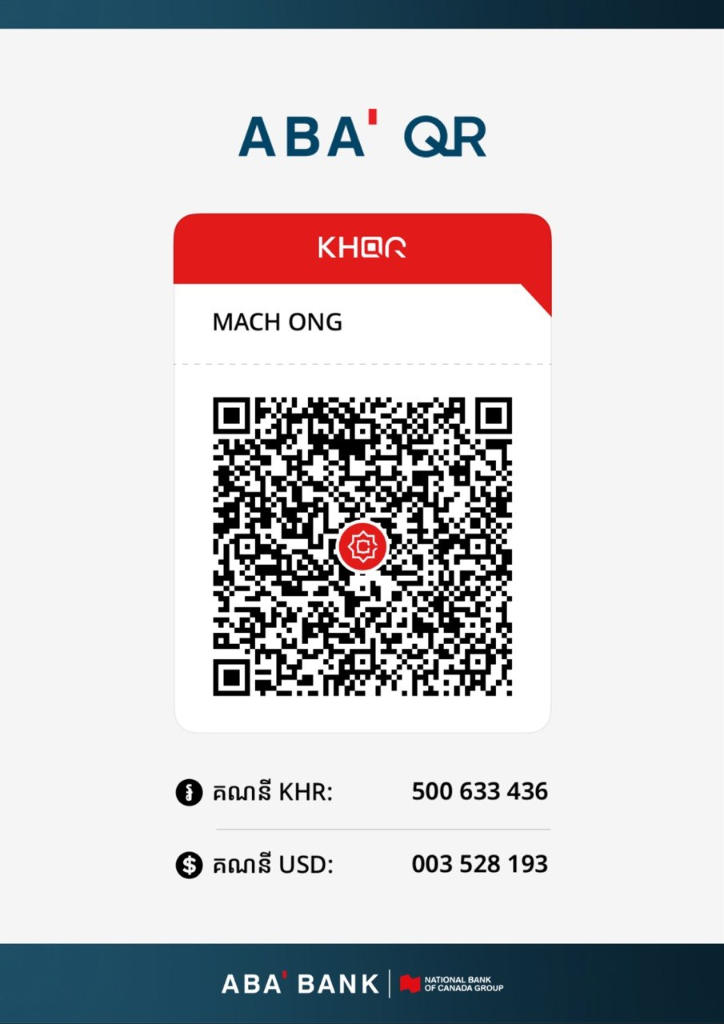 ABA' QR
KHQR
MACH ONG
គណនី KHR: 500 633 436
គណនី USD: 003 528 193
ABA' BANK | NATIONAL BANK
OF CANADA GROUP